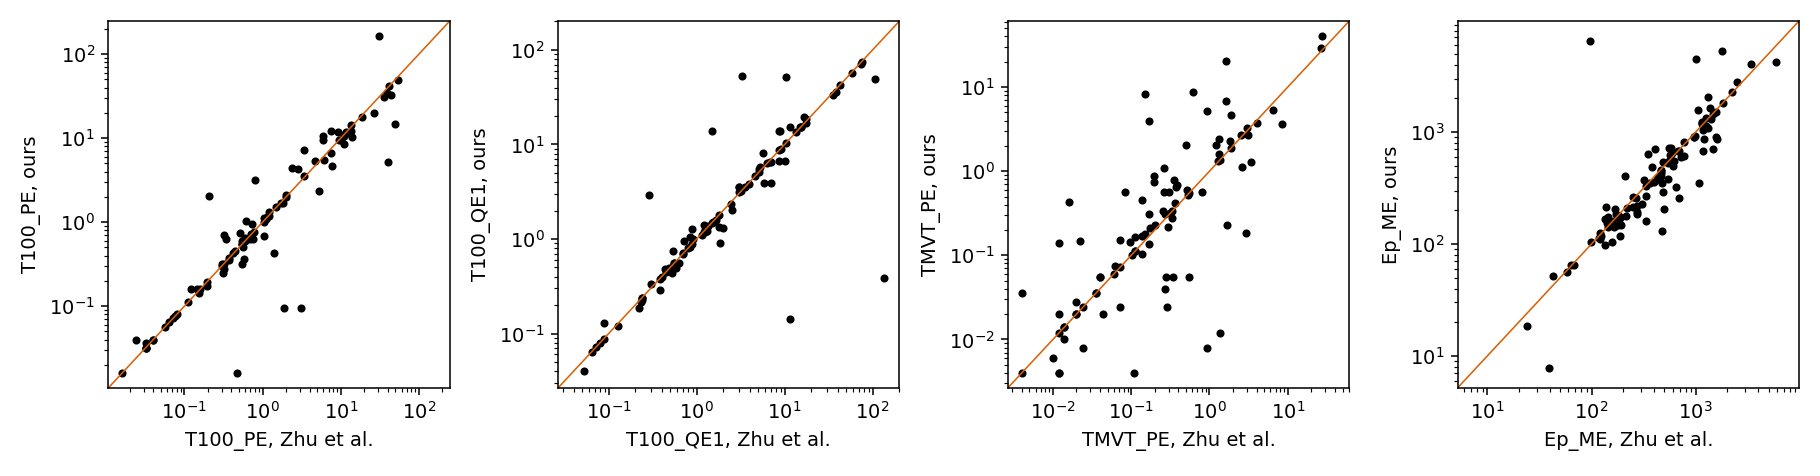 T100_PE, ours
10² 10¹ 10⁰ 10⁻¹
10⁻¹ 10⁰ 10¹ 10²
T100_PE, Zhu et al.
T100_QE1, ours
10² 10¹ 10⁰ 10⁻¹
10⁻¹ 10⁰ 10¹ 10²
T100_QE1, Zhu et al.
TMVT_PE, ours
10¹ 10⁰ 10⁻¹ 10⁻²
10⁻² 10⁻¹ 10⁰ 10¹
TMVT_PE, Zhu et al.
Ep_ME, ours
10³ 10² 10¹
10¹ 10² 10³
Ep_ME, Zhu et al.